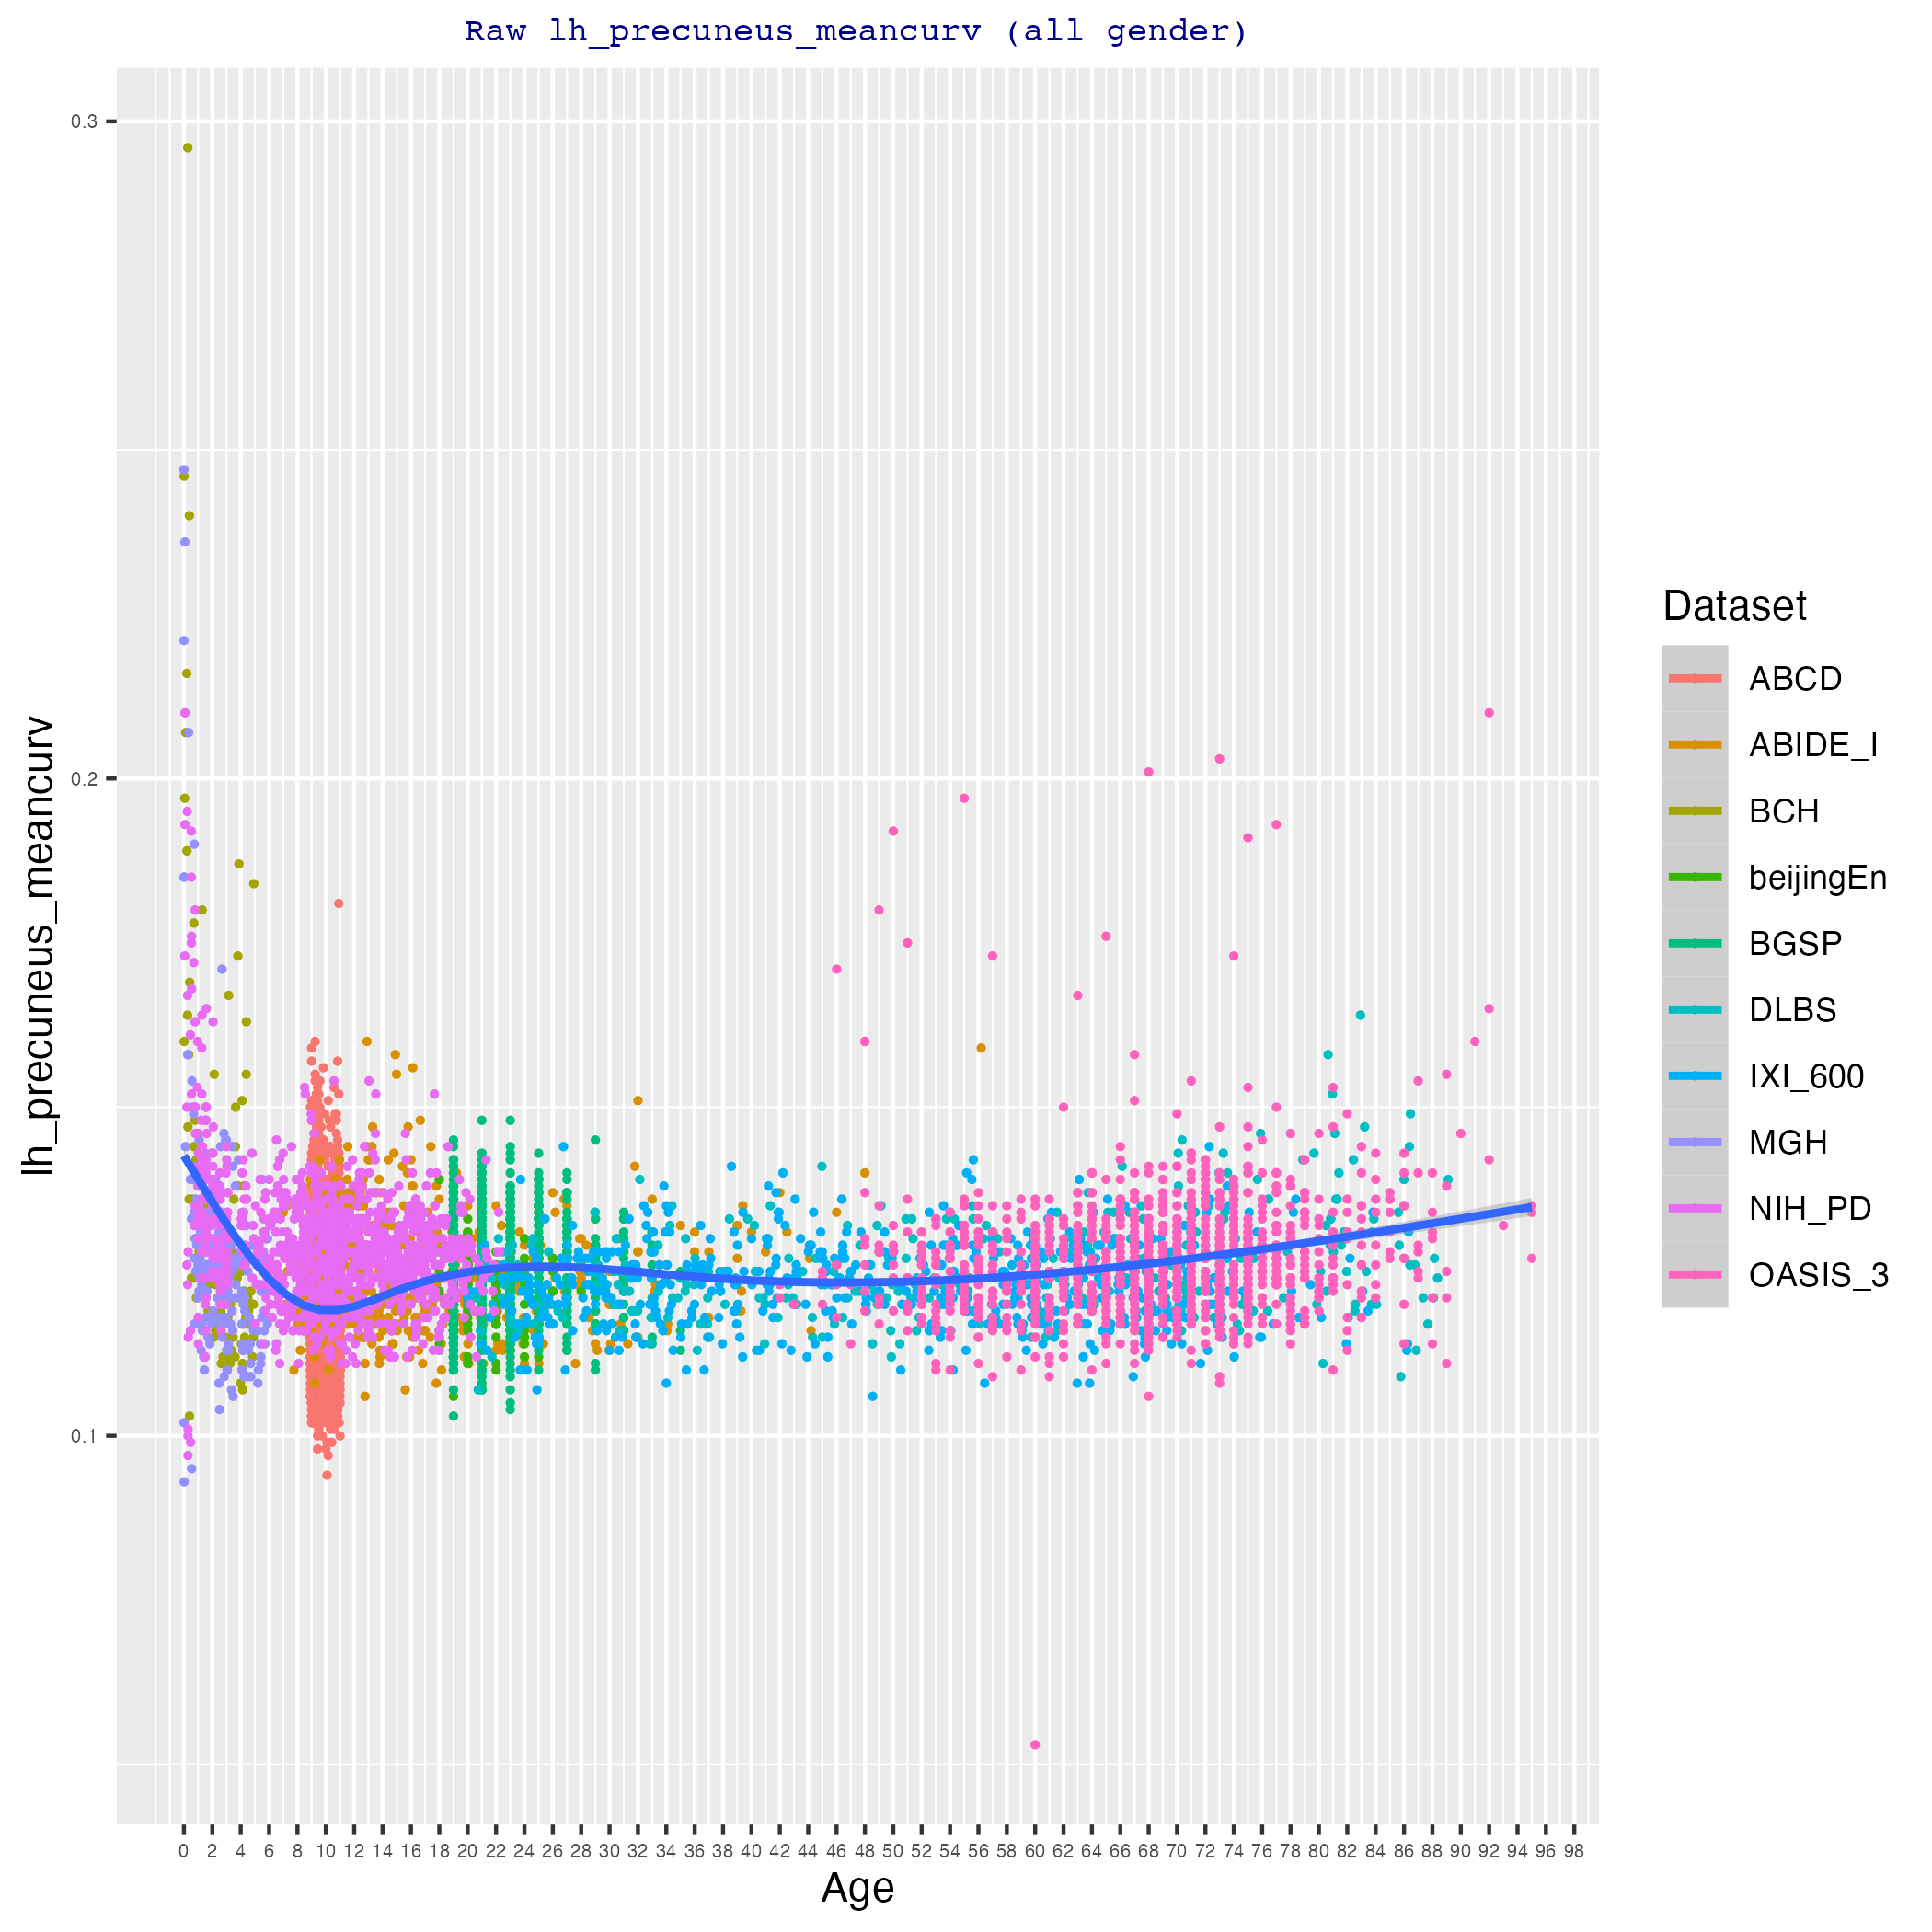 Raw lh_precuneus_meancurv (all gender)
lh_precuneus_meancurv
0.3
0.2
0.1
0 2 4 6 8 10 12 14 16 18 20 22 24 26 28 30 32 34 36 38 40 42 44 46 48 50 52 54 56 58 60 62 64 66 68 70 72 74 76 78 80 82 84 86 88 90 92 94 96 98
Age
Dataset
ABCD
ABIDE_I
BCH
beijingEn
BGSP
DLBS
IXI_600
MGH
NIH_PD
OASIS_3